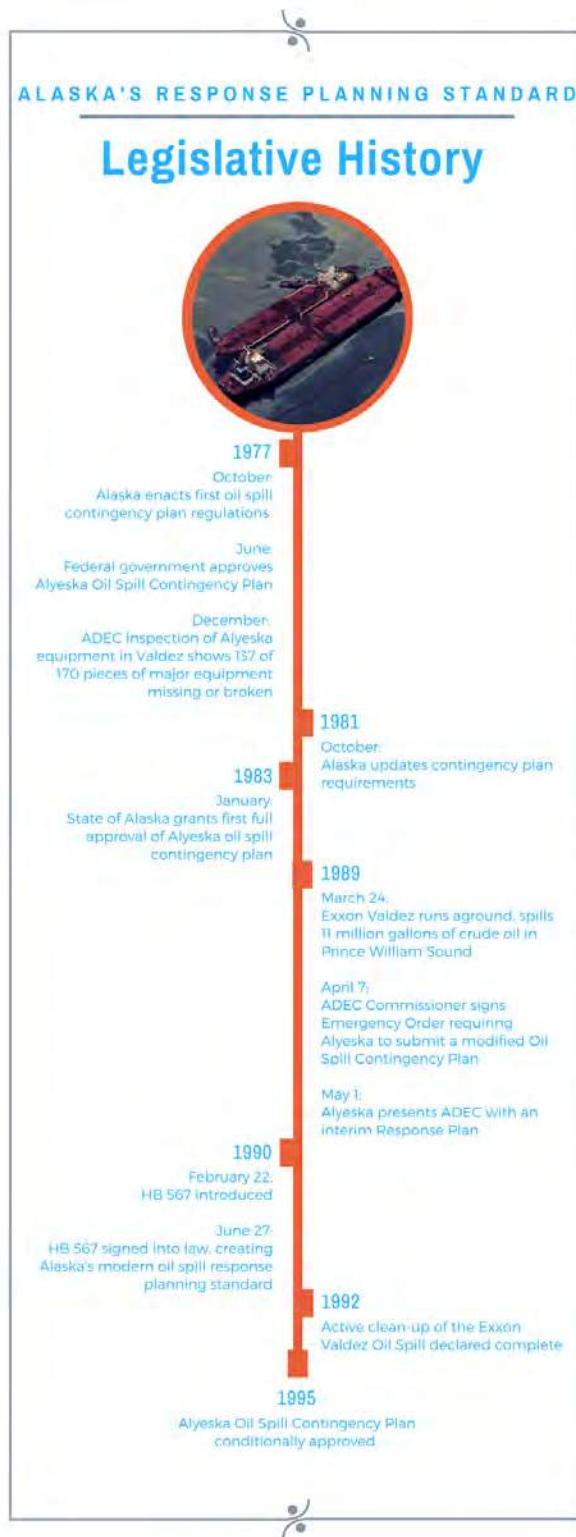 ALASKA'S RESPONSE PLANNING STANDARD
Legislative History
1977
October:
Alaska enacts first oil spill
contingency plan regulations.
June:
Federal government approves
Alyeska Oil Spill Contingency Plan
December:
ADEC inspection of Alyeska
equipment in Valdez shows 137 of
170 pieces of major equipment
missing or broken
1981
October:
Alaska updates contingency plan
requirements
1983
January:
State of Alaska grants first full
approval of Alyeska oil spill
contingency plan
1989
March 24:
Exxon Valdez runs aground, spills
11 million gallons of crude oil in
Prince William Sound
April 7:
ADEC Commissioner signs
Emergency Order requiring
Alyeska to submit a modified Oil
Spill Contingency Plan
May 1:
Alyeska presents ADEC with an
interim Response Plan
1990
February 22:
HB 567 introduced
June 27:
HB 567 signed into law, creating
Alaska's modern oil spill response
planning standard
1992
Active clean-up of the Exxon
Valdez Oil Spill declared complete
1995
Alyeska Oil Spill Contingency Plan
conditionally approved